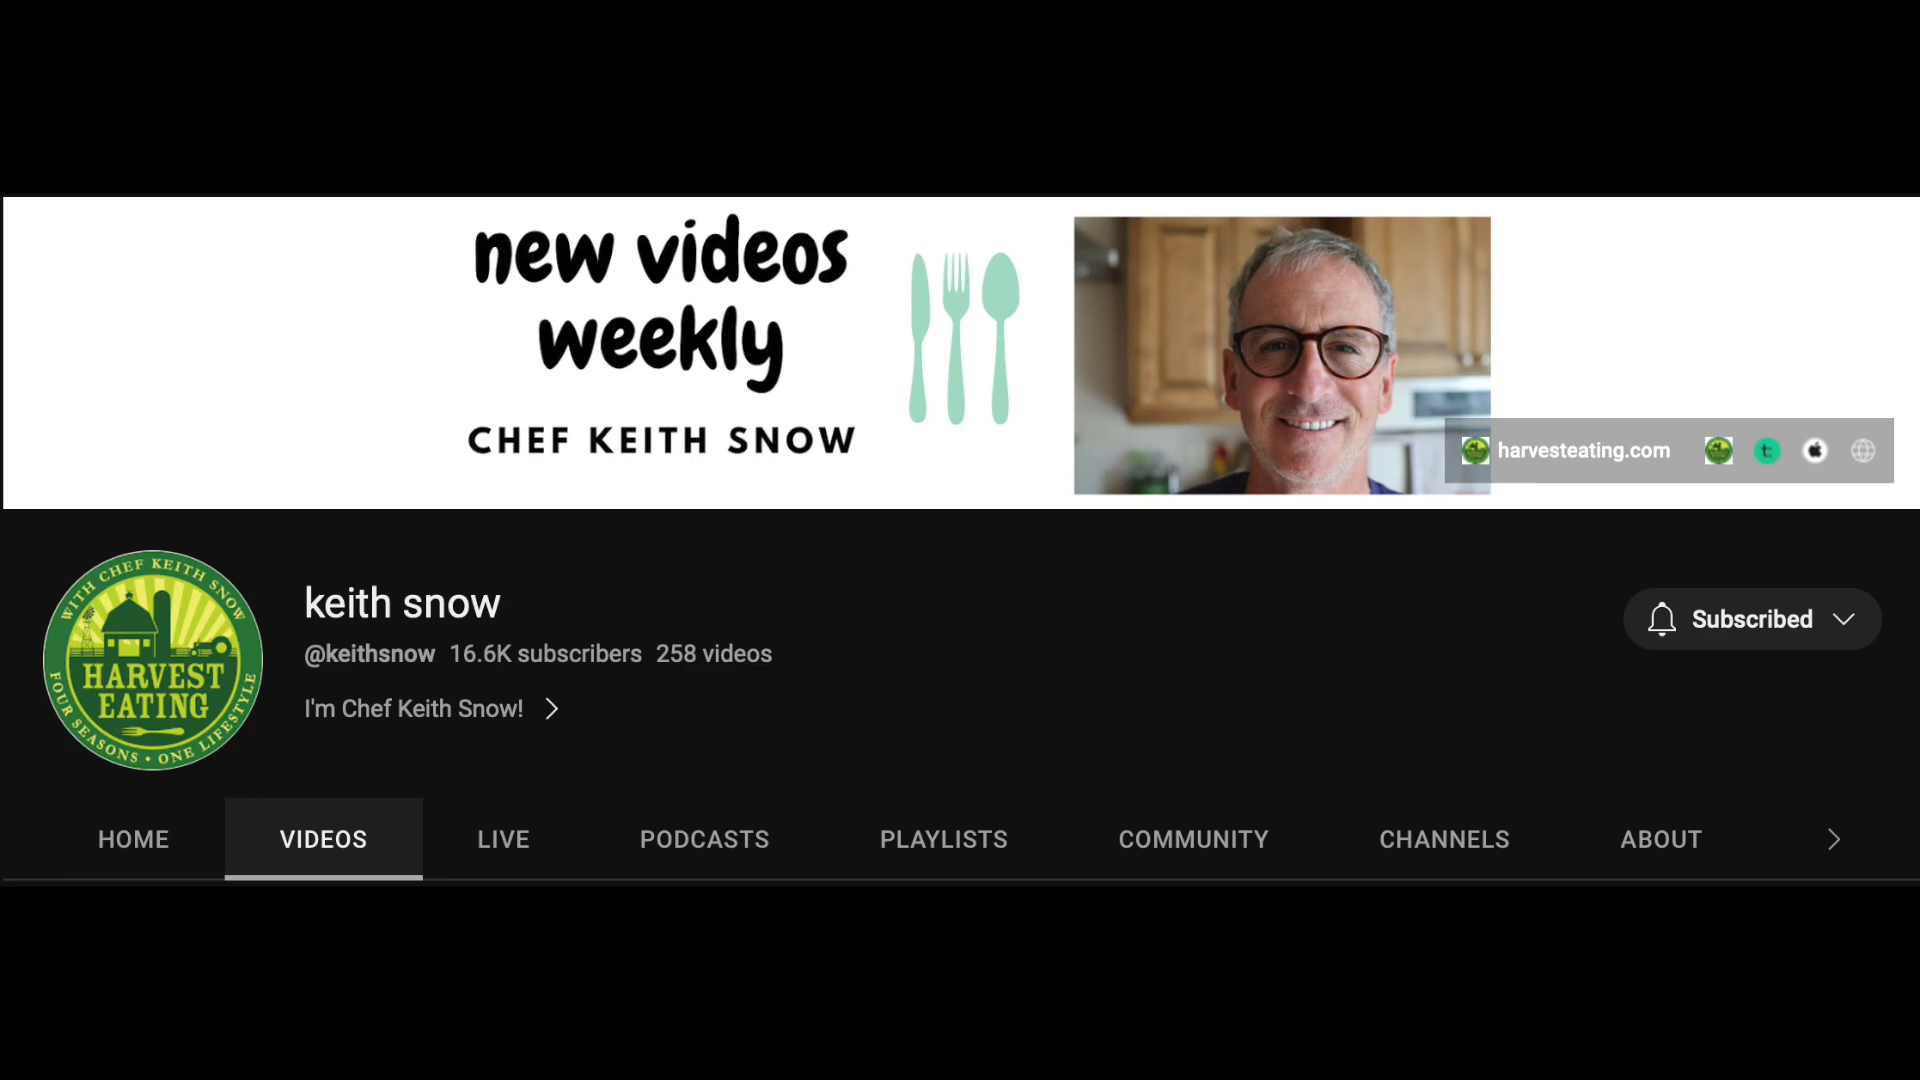 new videos
weekly
CHEF KEITH SNOW
harvesteating.com
t:
WITH CHEF KEITH SNOW
HARVEST
EATING
FOUR SEASONS • ONE LIFESTYLE
keith snow
@keithsnow 16.6K subscribers 258 videos
I'm Chef Keith Snow!
Subscribed
HOME VIDEOS LIVE PODCASTS PLAYLISTS COMMUNITY CHANNELS ABOUT